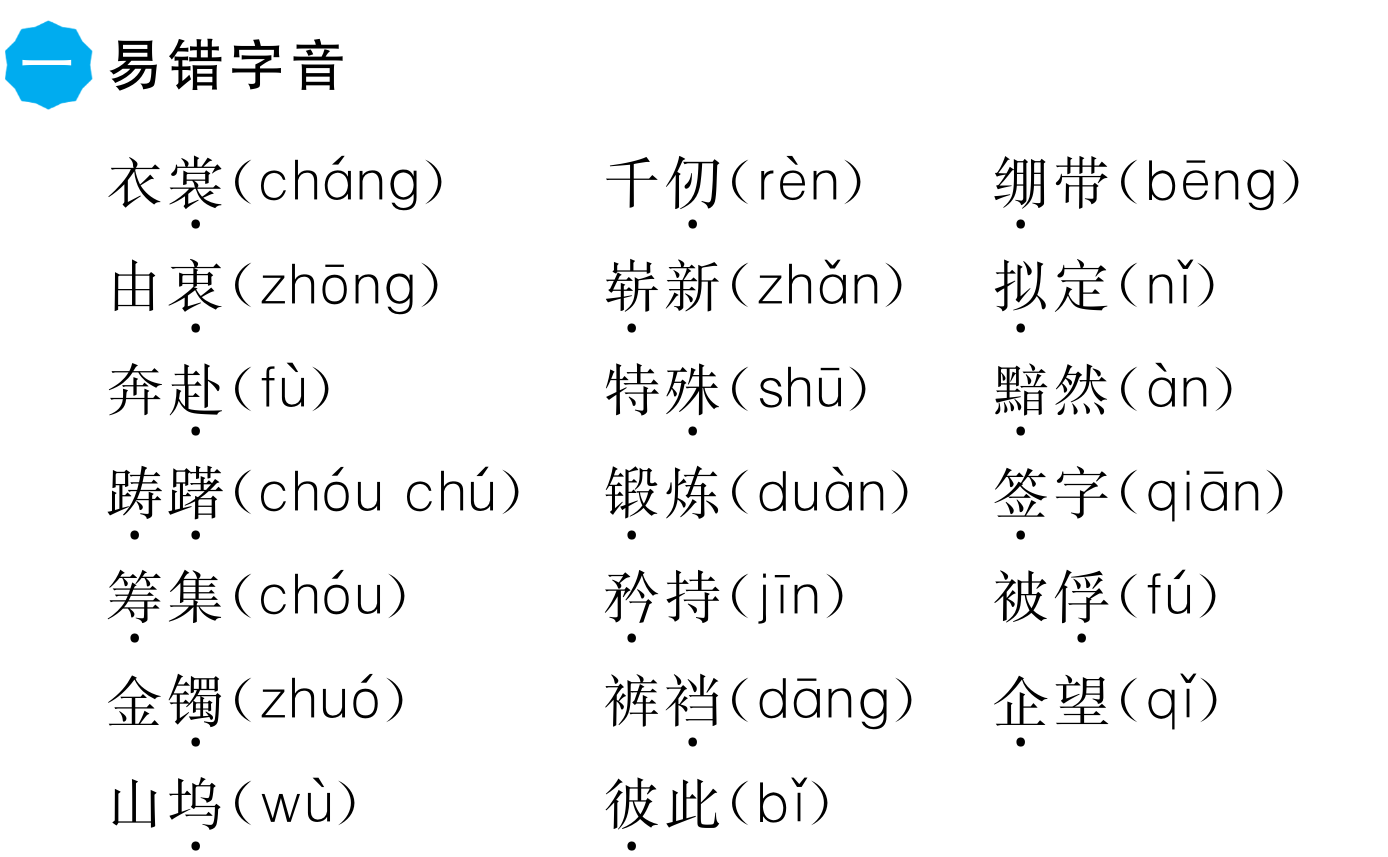 一 易错字音
衣裳(cháng) 千仞(rèn) 绷带(bēng)
由衷(zhōng) 崭新(zhǎn) 拟定(nǐ)
奔赴(fù) 特殊(shū) 黯然(àn)
踌躇(chóu chú) 锻炼(duàn) 签字(qiān)
筹集(chóu) 矜持(jīn) 被俘(fú)
金镯(zhuó) 裤裆(dāng) 企望(qǐ)
山坞(wù) 彼此(bǐ)